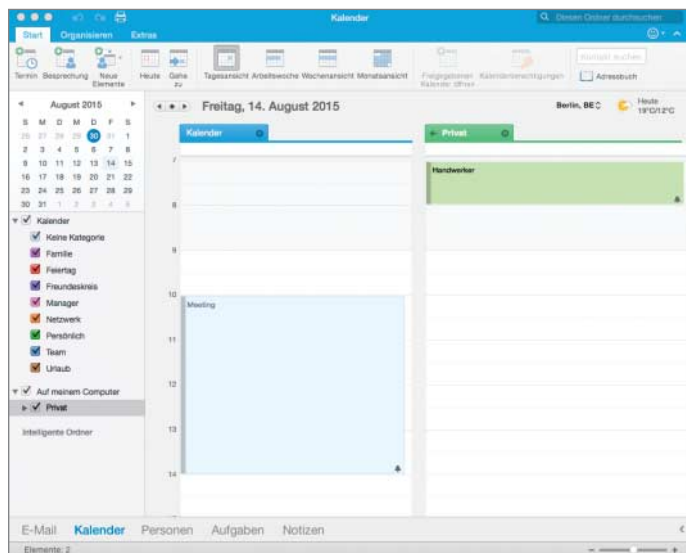 Kalender
Diesen Ordner durchsuchen
Start Organisieren Extras
Termin Besprechung Neue Elemente Heute Gehe zu Tagesansicht Arbeitswoche Wochenansicht Monatsansicht Freigegebenen Kalender öffnen Kalenderberechtigungen Kontakt suchen
Adressbuch
August 2015
S M D M D F S
26 27 28 29 30 31 1
2 3 4 5 6 7 8
9 10 11 12 13 14 15
16 17 18 19 20 21 22
23 24 25 26 27 28 29
30 31 1 2 3 4 5
Kalender
Keine Kategorie
Familie
Feiertag
Freundeskreis
Manager
Netzwerk
Persönlich
Team
Urlaub
Auf meinem Computer
Privat
Intelligente Ordner
Freitag, 14. August 2015
Berlin, BE
Heute
19°C/12°C
Kalender
Privat
7
Handwerker
8
9
10
Meeting
11
12
13
14
E-Mail Kalender Personen Aufgaben Notizen
Elemente: 2